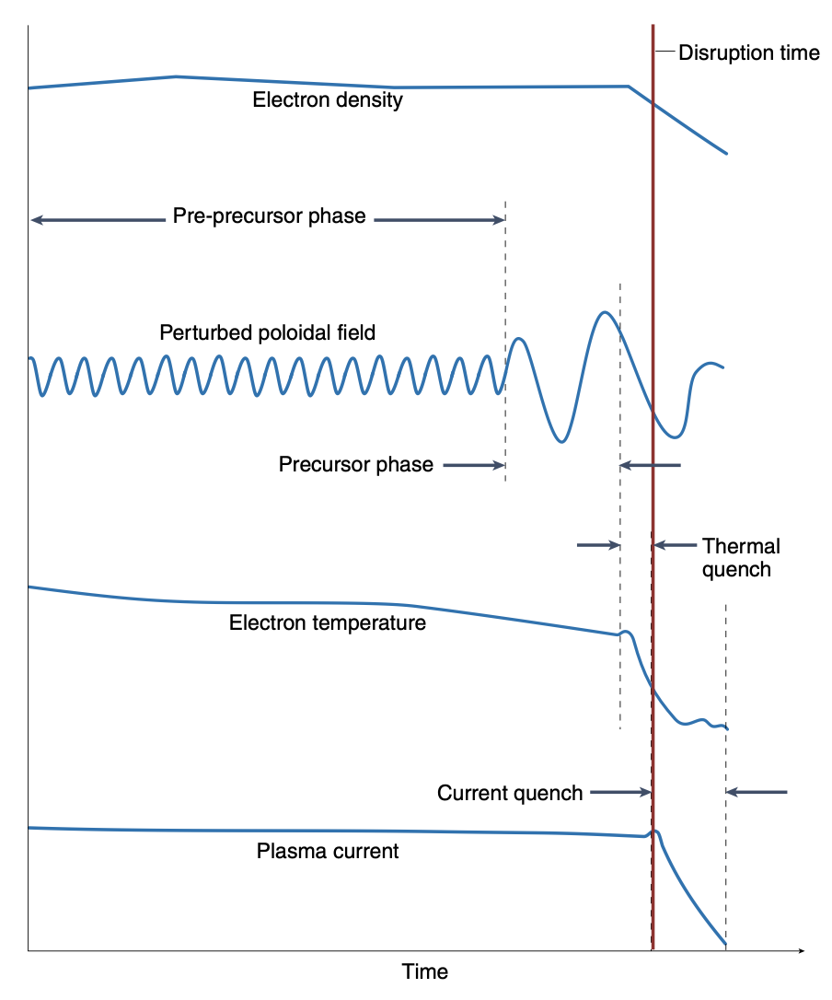 Disruption time
Electron density
Pre-precursor phase
Perturbed poloidal field
Precursor phase
Thermal
quench
Electron temperature
Current quench
Plasma current
Time